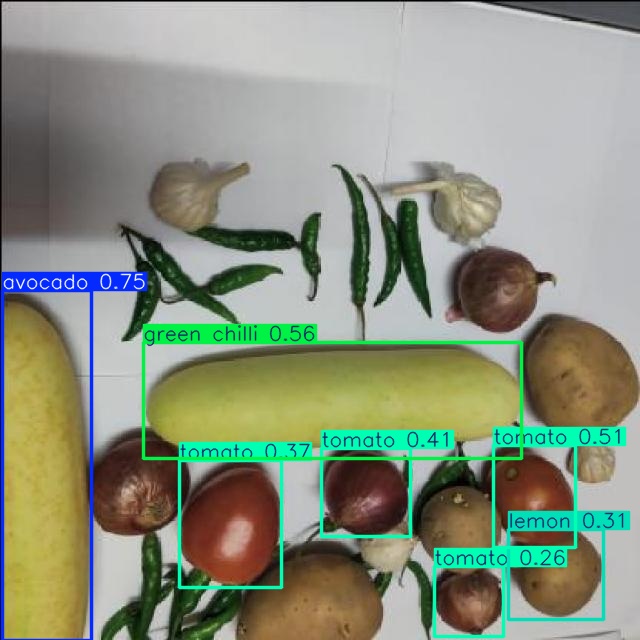 avocado 0.75
green chilli 0.56
tomato 0.37
tomato 0.41
tomato 0.51
lemon 0.31
tomato 0.26